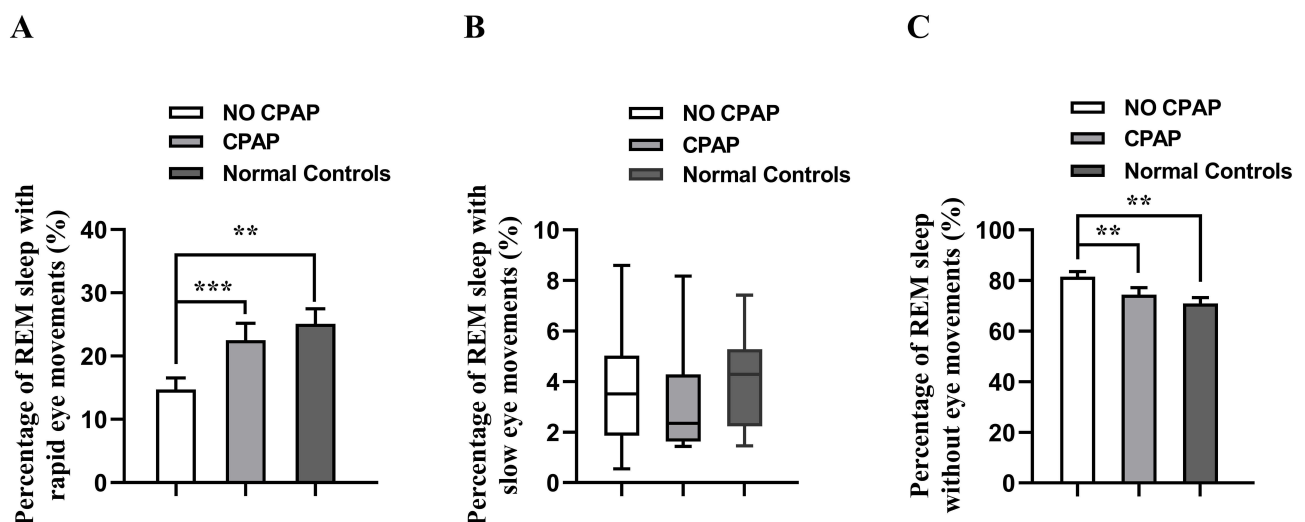 A
NO CPAP
CPAP
Normal Controls
Percentage of REM sleep with
rapid eye movements (%)
40
30
20
10
0
**
***
B
NO CPAP
CPAP
Normal Controls
Percentage of REM sleep with
slow eye movements (%)
10
8
6
4
2
0
C
NO CPAP
CPAP
Normal Controls
Percentage of REM sleep
without eye movements (%)
100
80
60
40
20
0
**
**